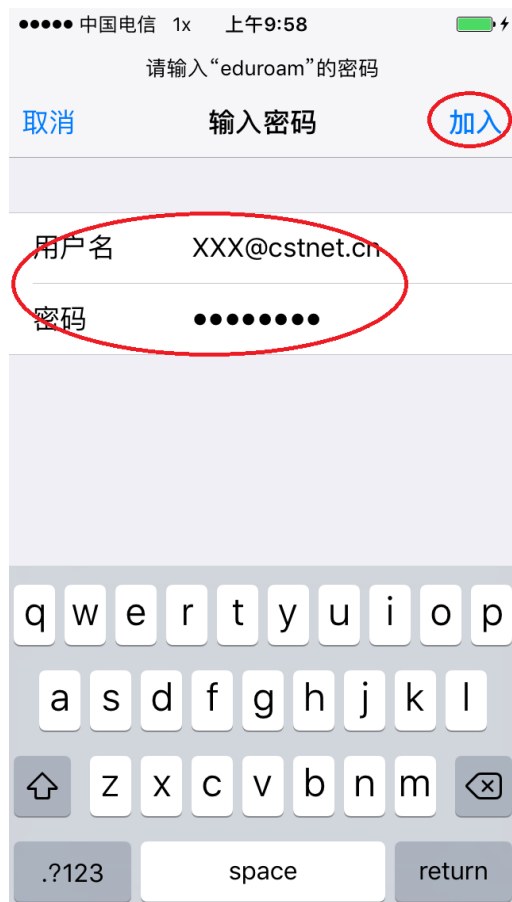 ●●●●● 中国电信 1x 上午9:58
请输入“eduroam”的密码
取消 输入密码 加入
用户名 XXX@cstnet.cn
密码 ●●●●●●●●
q w e r t y u i o p
a s d f g h j k l
z x c v b n m
.?123 space return